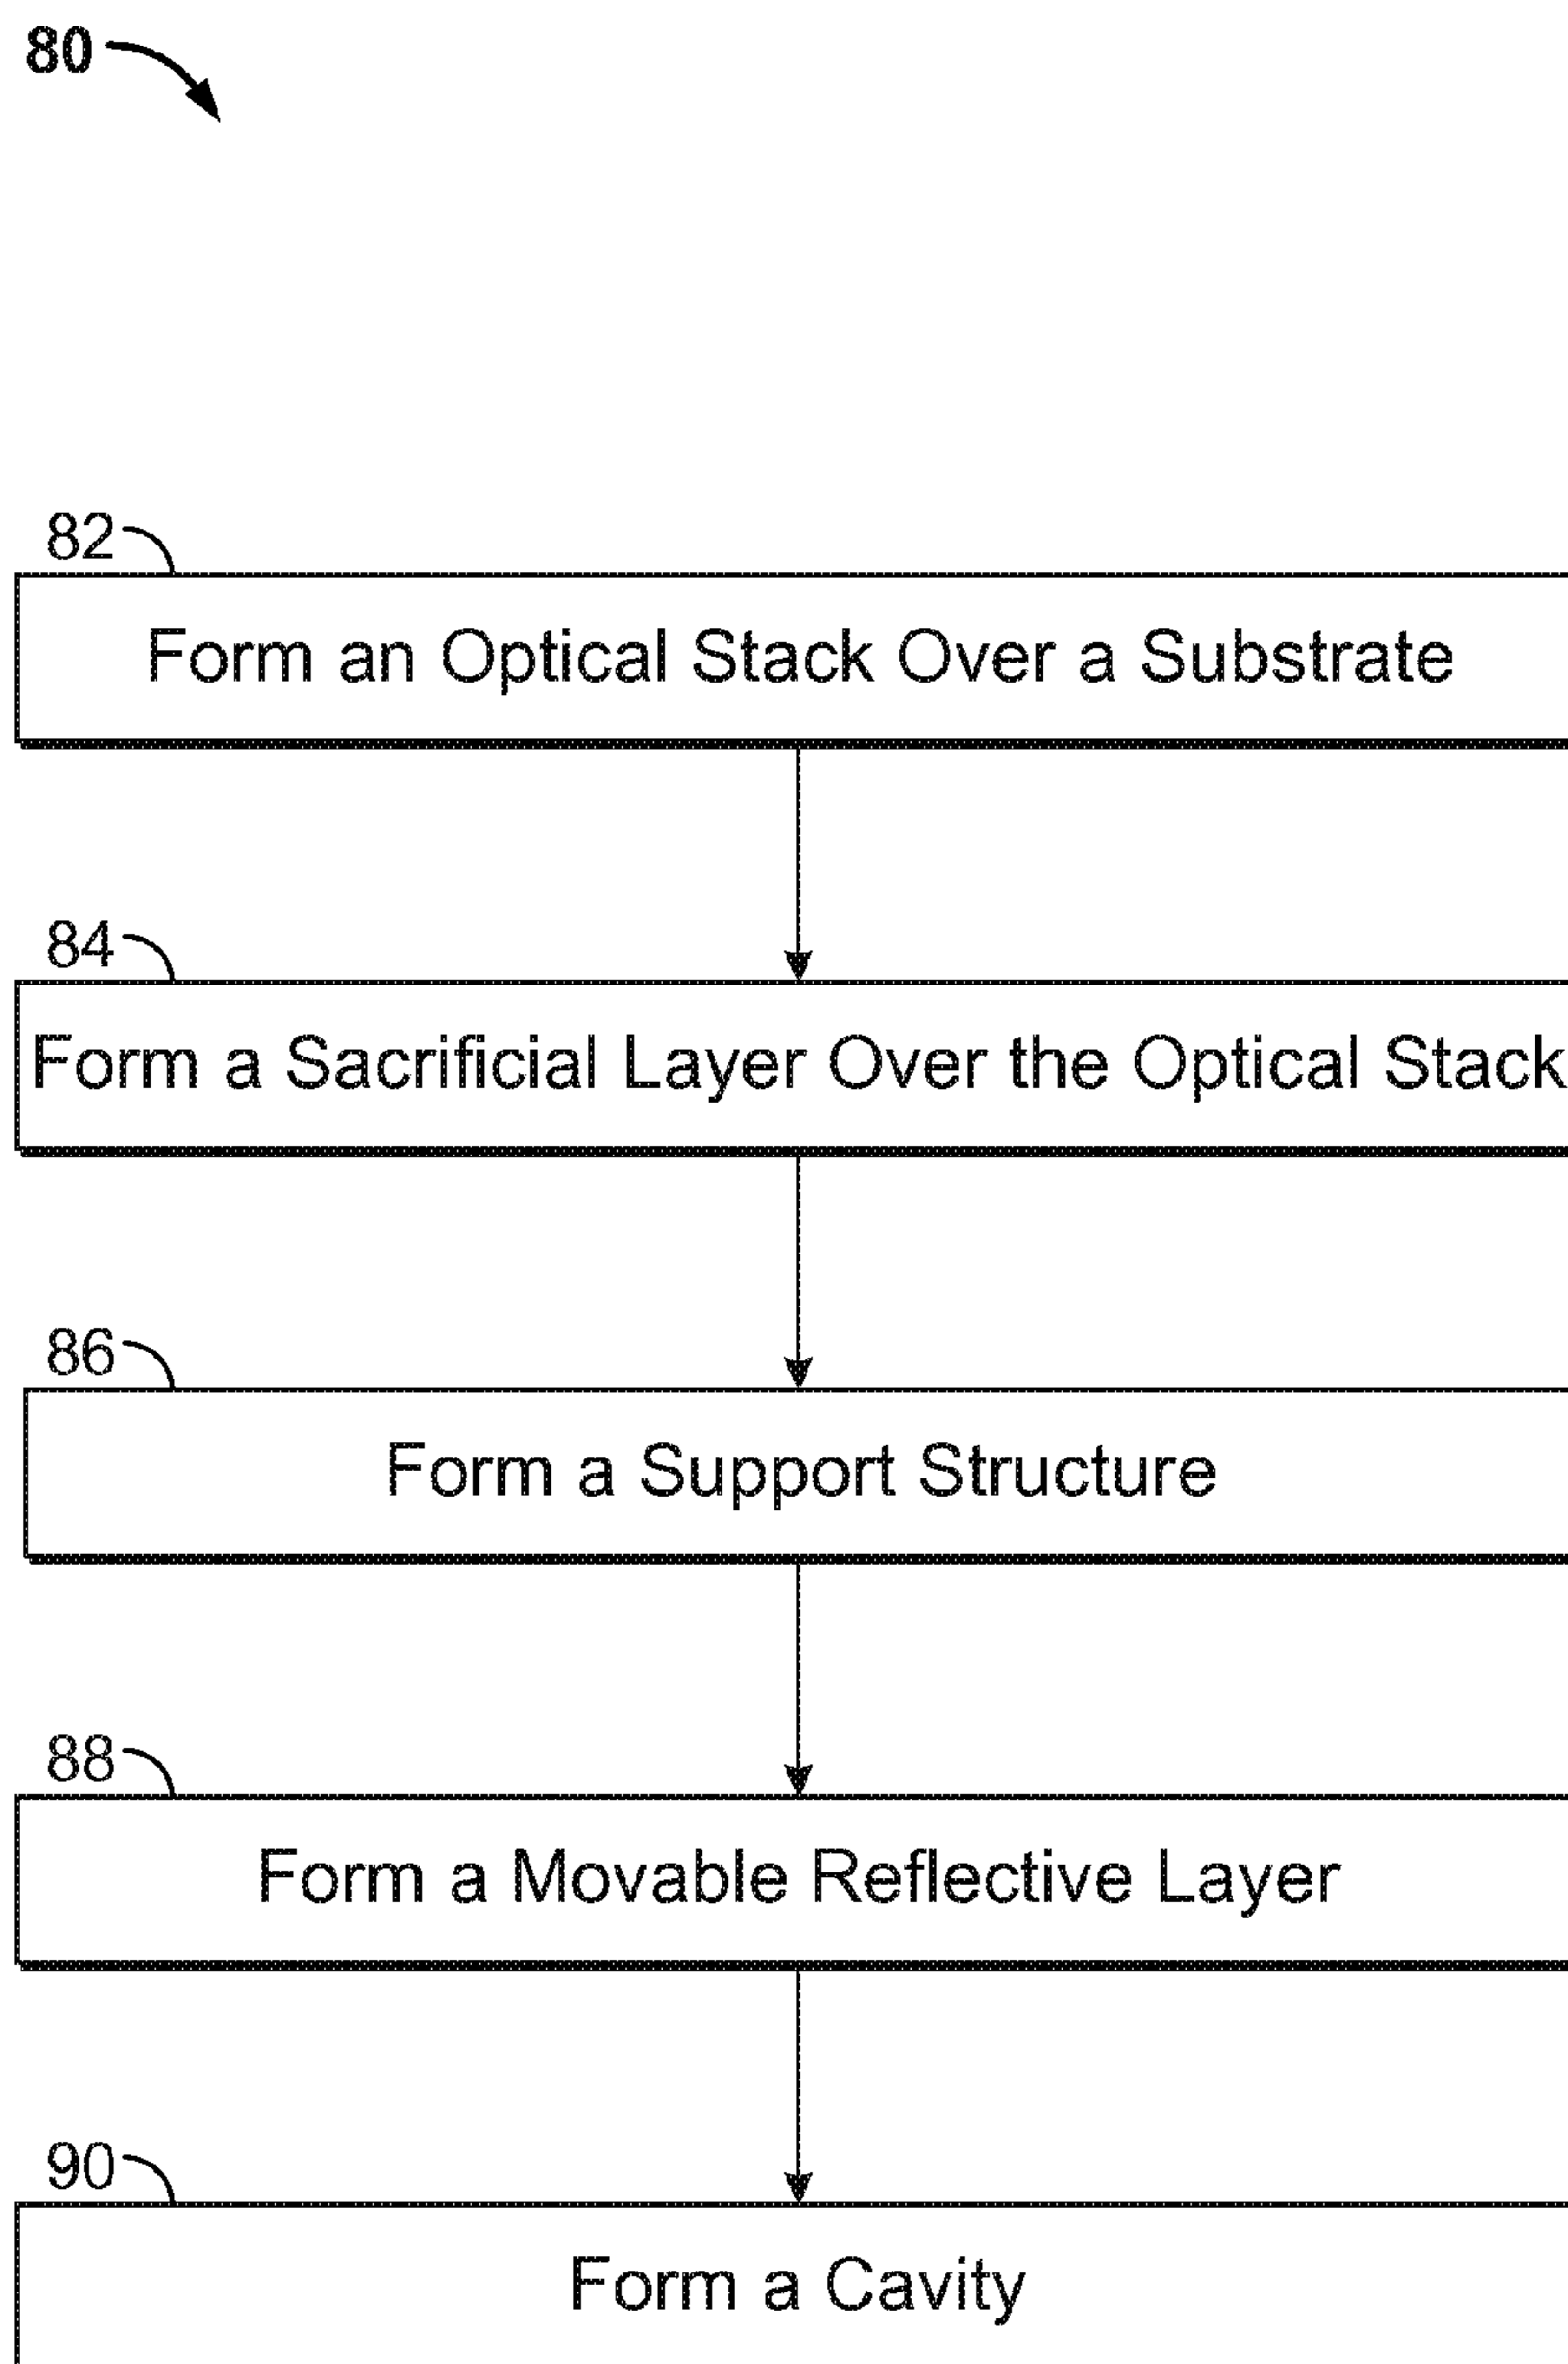 80
82
Form an Optical Stack Over a Substrate
84
Form a Sacrificial Layer Over the Optical Stack
86
Form a Support Structure
88
Form a Movable Reflective Layer
90
Form a Cavity